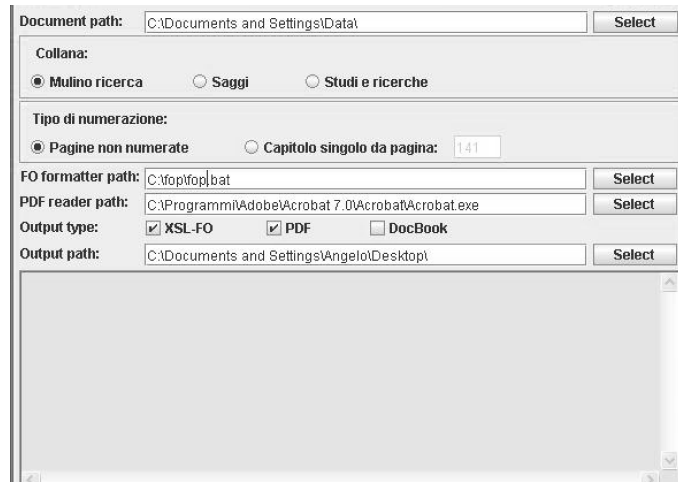 Document path: C:\Documents and Settings\Data\ Select
Collana:
Mulino ricerca Saggi Studi e ricerche
Tipo di numerazione:
Pagine non numerate Capitolo singolo da pagina: 141
FO formatter path: C:\fop\fop.bat Select
PDF reader path: C:\Programmi\Adobe\Acrobat 7.0\Acrobat\Acrobat.exe Select
Output type: XSL-FO PDF DocBook
Output path: C:\Documents and Settings\Angelo\Desktop\ Select